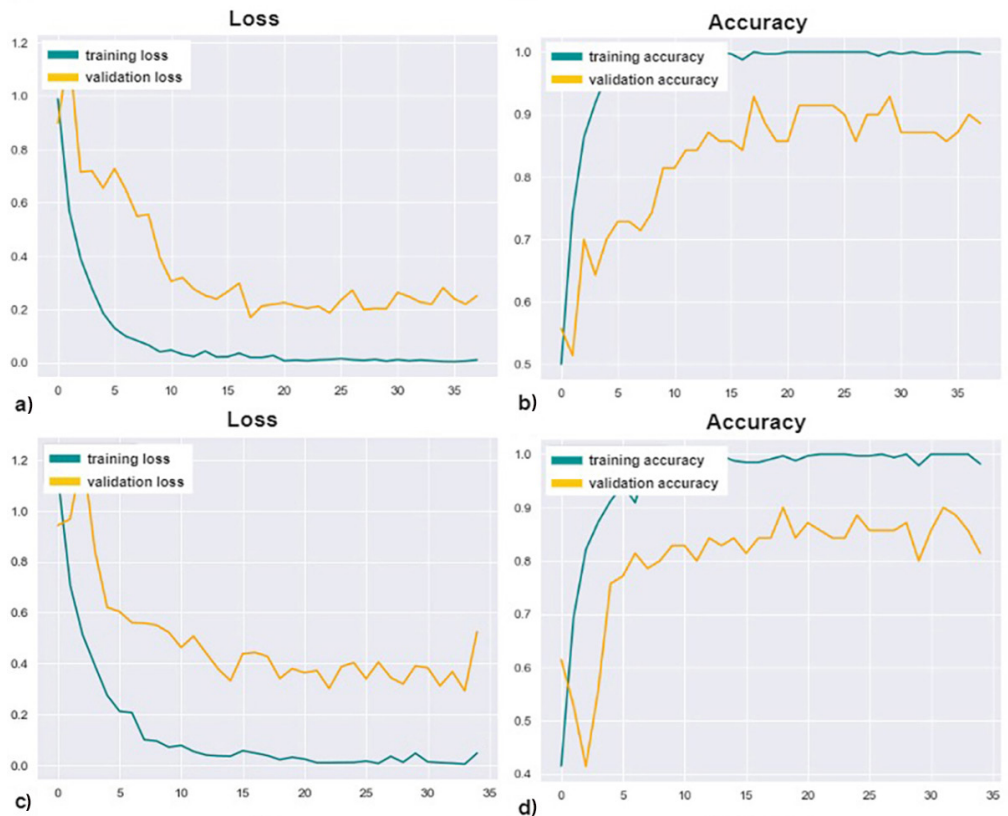 Loss
1.2
training loss
validation loss
1.0
0.8
0.6
0.4
0.2
0.0
0 5 10 15 20 25 30 35
a)
Accuracy
1.0
training accuracy
validation accuracy
0.9
0.8
0.7
0.6
0.5
0 5 10 15 20 25 30 35
b)
Loss
1.2
training loss
validation loss
1.0
0.8
0.6
0.4
0.2
0.0
0 5 10 15 20 25 30 35
c)
Accuracy
1.0
training accuracy
validation accuracy
0.9
0.8
0.7
0.6
0.5
0.4
0 5 10 15 20 25 30 35
d)